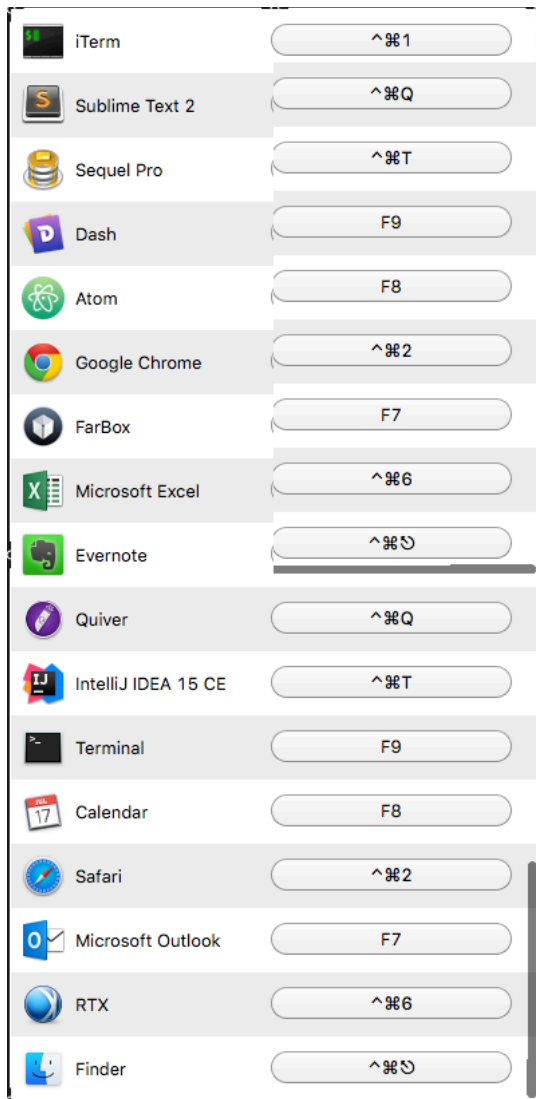 iTerm ^⌘1
Sublime Text 2 ^⌘Q
Sequel Pro ^⌘T
Dash F9
Atom F8
Google Chrome ^⌘2
FarBox F7
Microsoft Excel ^⌘6
Evernote ^⌘⎋
Quiver ^⌘Q
IntelliJ IDEA 15 CE ^⌘T
Terminal F9
Calendar F8
Safari ^⌘2
Microsoft Outlook F7
RTX ^⌘6
Finder ^⌘⎋